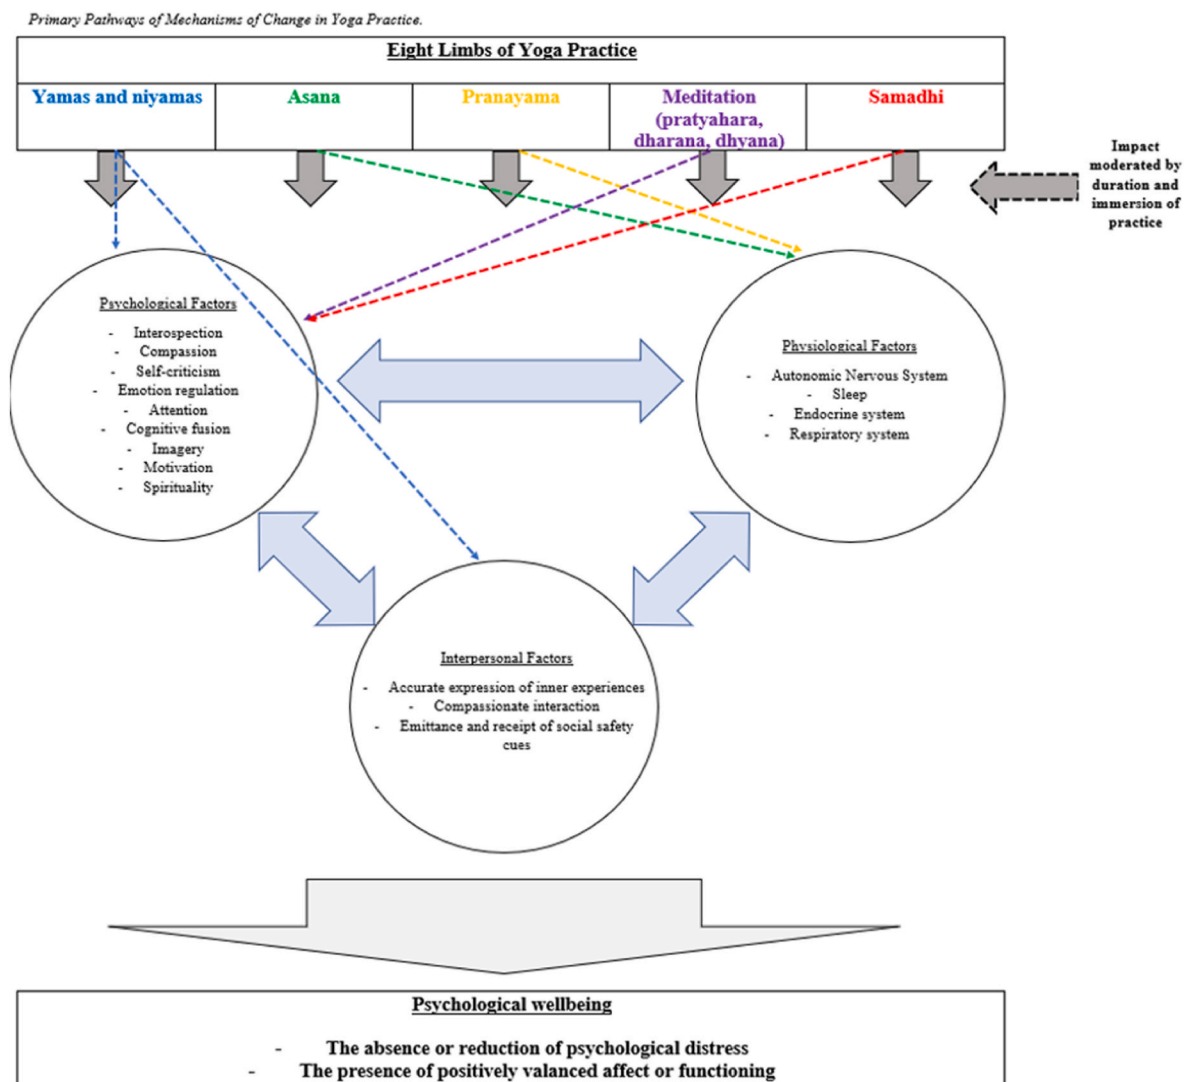 Primary Pathways of Mechanisms of Change in Yoga Practice.
Eight Limbs of Yoga Practice
Yamas and niyamas
Asana
Pranayama
Meditation
(pratyahara,
dharana, dhyana)
Samadhi
Impact
moderated by
duration and
immersion of
practice
Psychological Factors
- Interospection
- Compassion
- Self-criticism
- Emotion regulation
- Attention
- Cognitive fusion
- Imagery
- Motivation
- Spirituality
Physiological Factors
- Autonomic Nervous System
- Sleep
- Endocrine system
- Respiratory system
Interpersonal Factors
- Accurate expression of inner experiences
- Compassionate interaction
- Emittance and receipt of social safety
cues
Psychological wellbeing
- The absence or reduction of psychological distress
- The presence of positively valanced affect or functioning